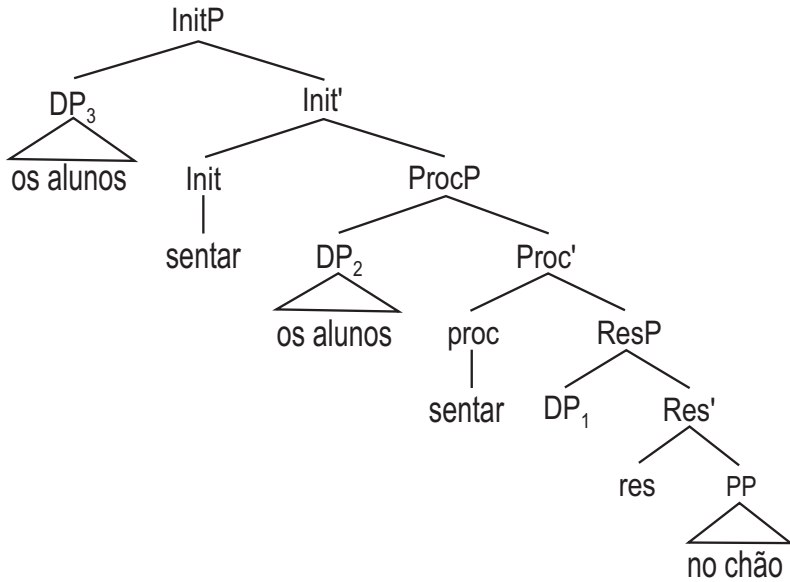 InitP
DP₃ Init'
os alunos Init ProcP
sentar DP₂ Proc'
os alunos proc ResP
sentar DP₁ Res'
res PP
no chão